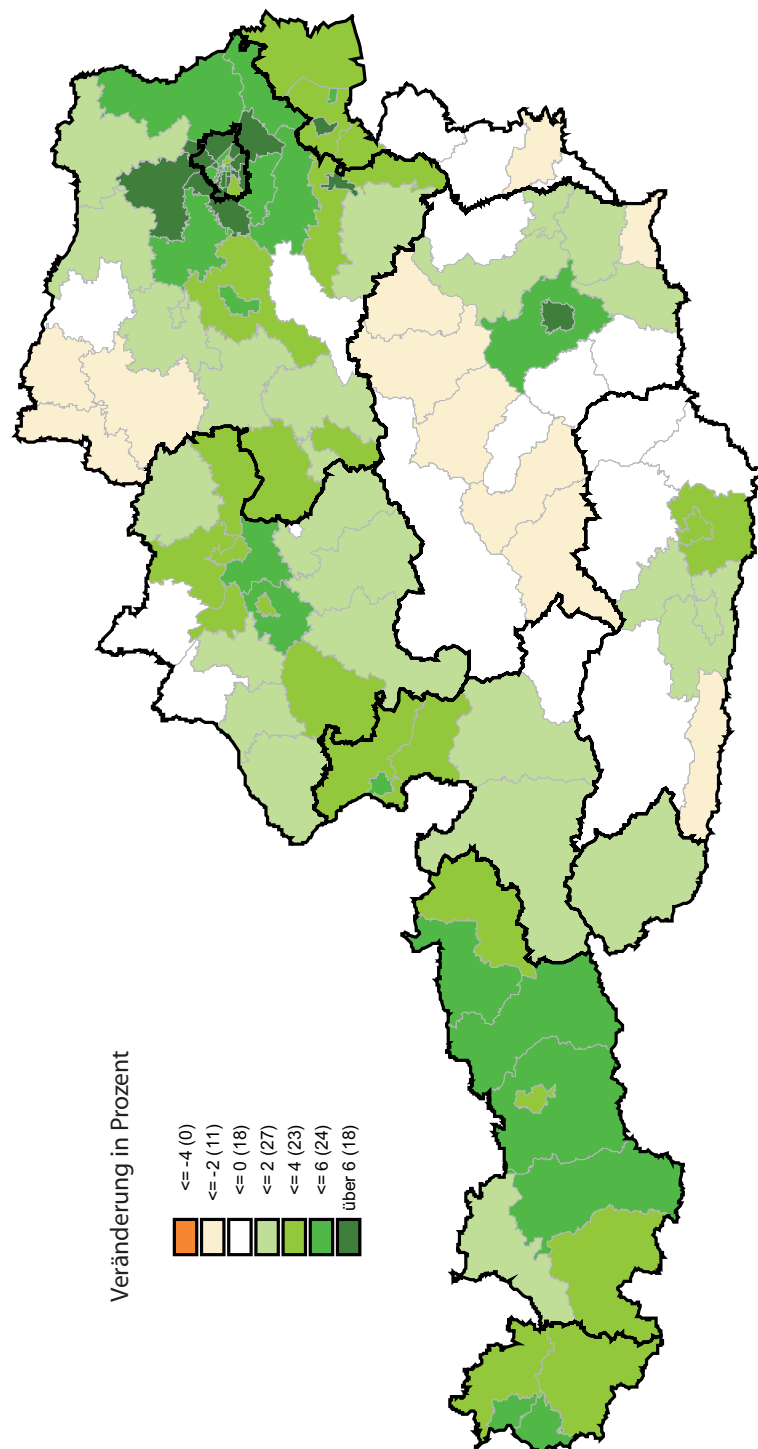 Veränderung in Prozent
<= -4 (0)
<= -2 (11)
<= 0 (18)
<= 2 (27)
<= 4 (23)
<= 6 (24)
über 6 (18)